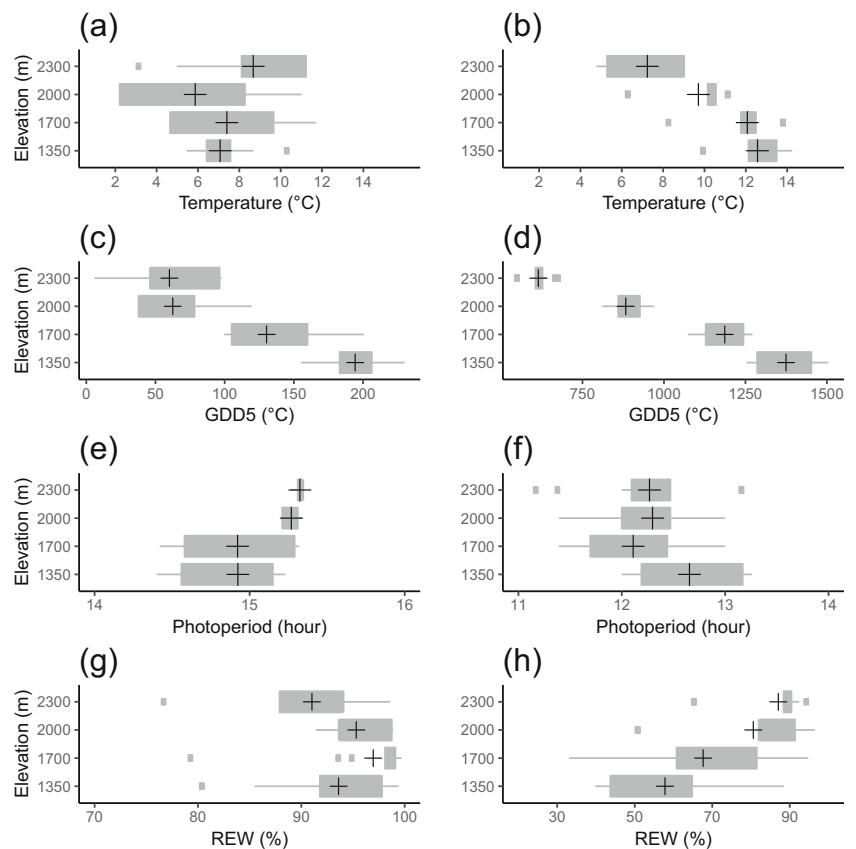 (a)
Elevation (m)
2300
2000
1700
1350
2 4 6 8 10 12 14
Temperature (°C)
(b)
2300
2000
1700
1350
2 4 6 8 10 12 14
Temperature (°C)
(c)
Elevation (m)
2300
2000
1700
1350
0 50 100 150 200
GDD5 (°C)
(d)
2300
2000
1700
1350
750 1000 1250 1500
GDD5 (°C)
(e)
Elevation (m)
2300
2000
1700
1350
14 15 16
Photoperiod (hour)
(f)
2300
2000
1700
1350
11 12 13 14
Photoperiod (hour)
(g)
Elevation (m)
2300
2000
1700
1350
70 80 90 100
REW (%)
(h)
2300
2000
1700
1350
30 50 70 90
REW (%)